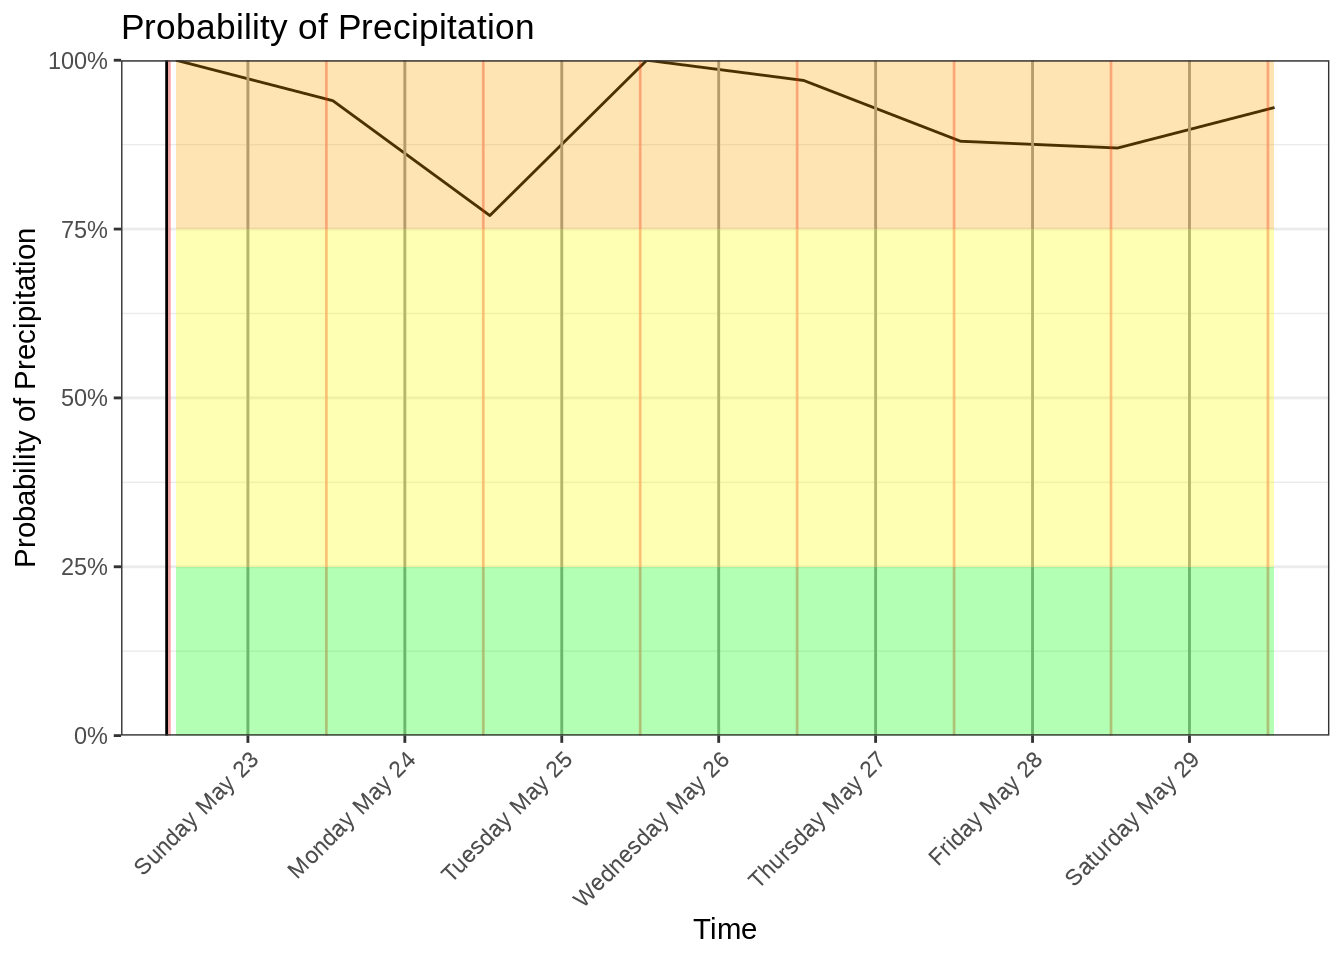 Probability of Precipitation
Probability of Precipitation
100%
75%
50%
25%
0%
Sunday May 23
Monday May 24
Tuesday May 25
Wednesday May 26
Thursday May 27
Friday May 28
Saturday May 29
Time